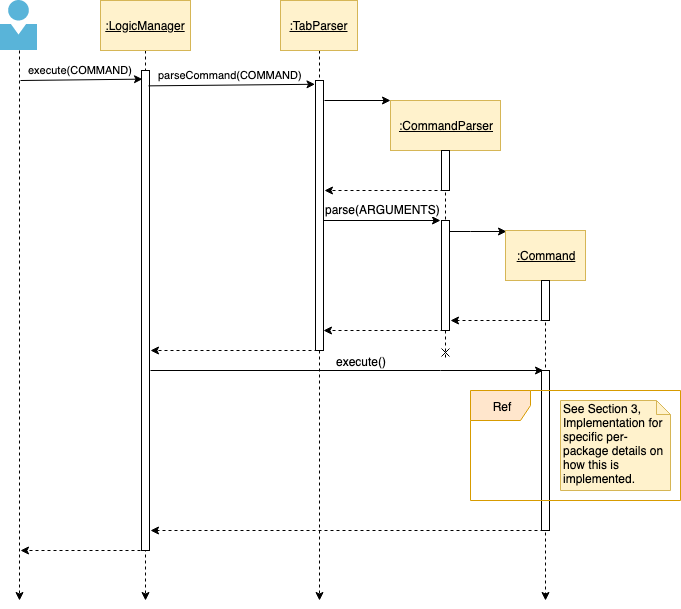 :LogicManager
:TabParser
execute(COMMAND)
parseCommand(COMMAND)
:CommandParser
parse(ARGUMENTS)
:Command
execute()
Ref
See Section 3,
Implementation for
specific per-
package details on
how this is
implemented.